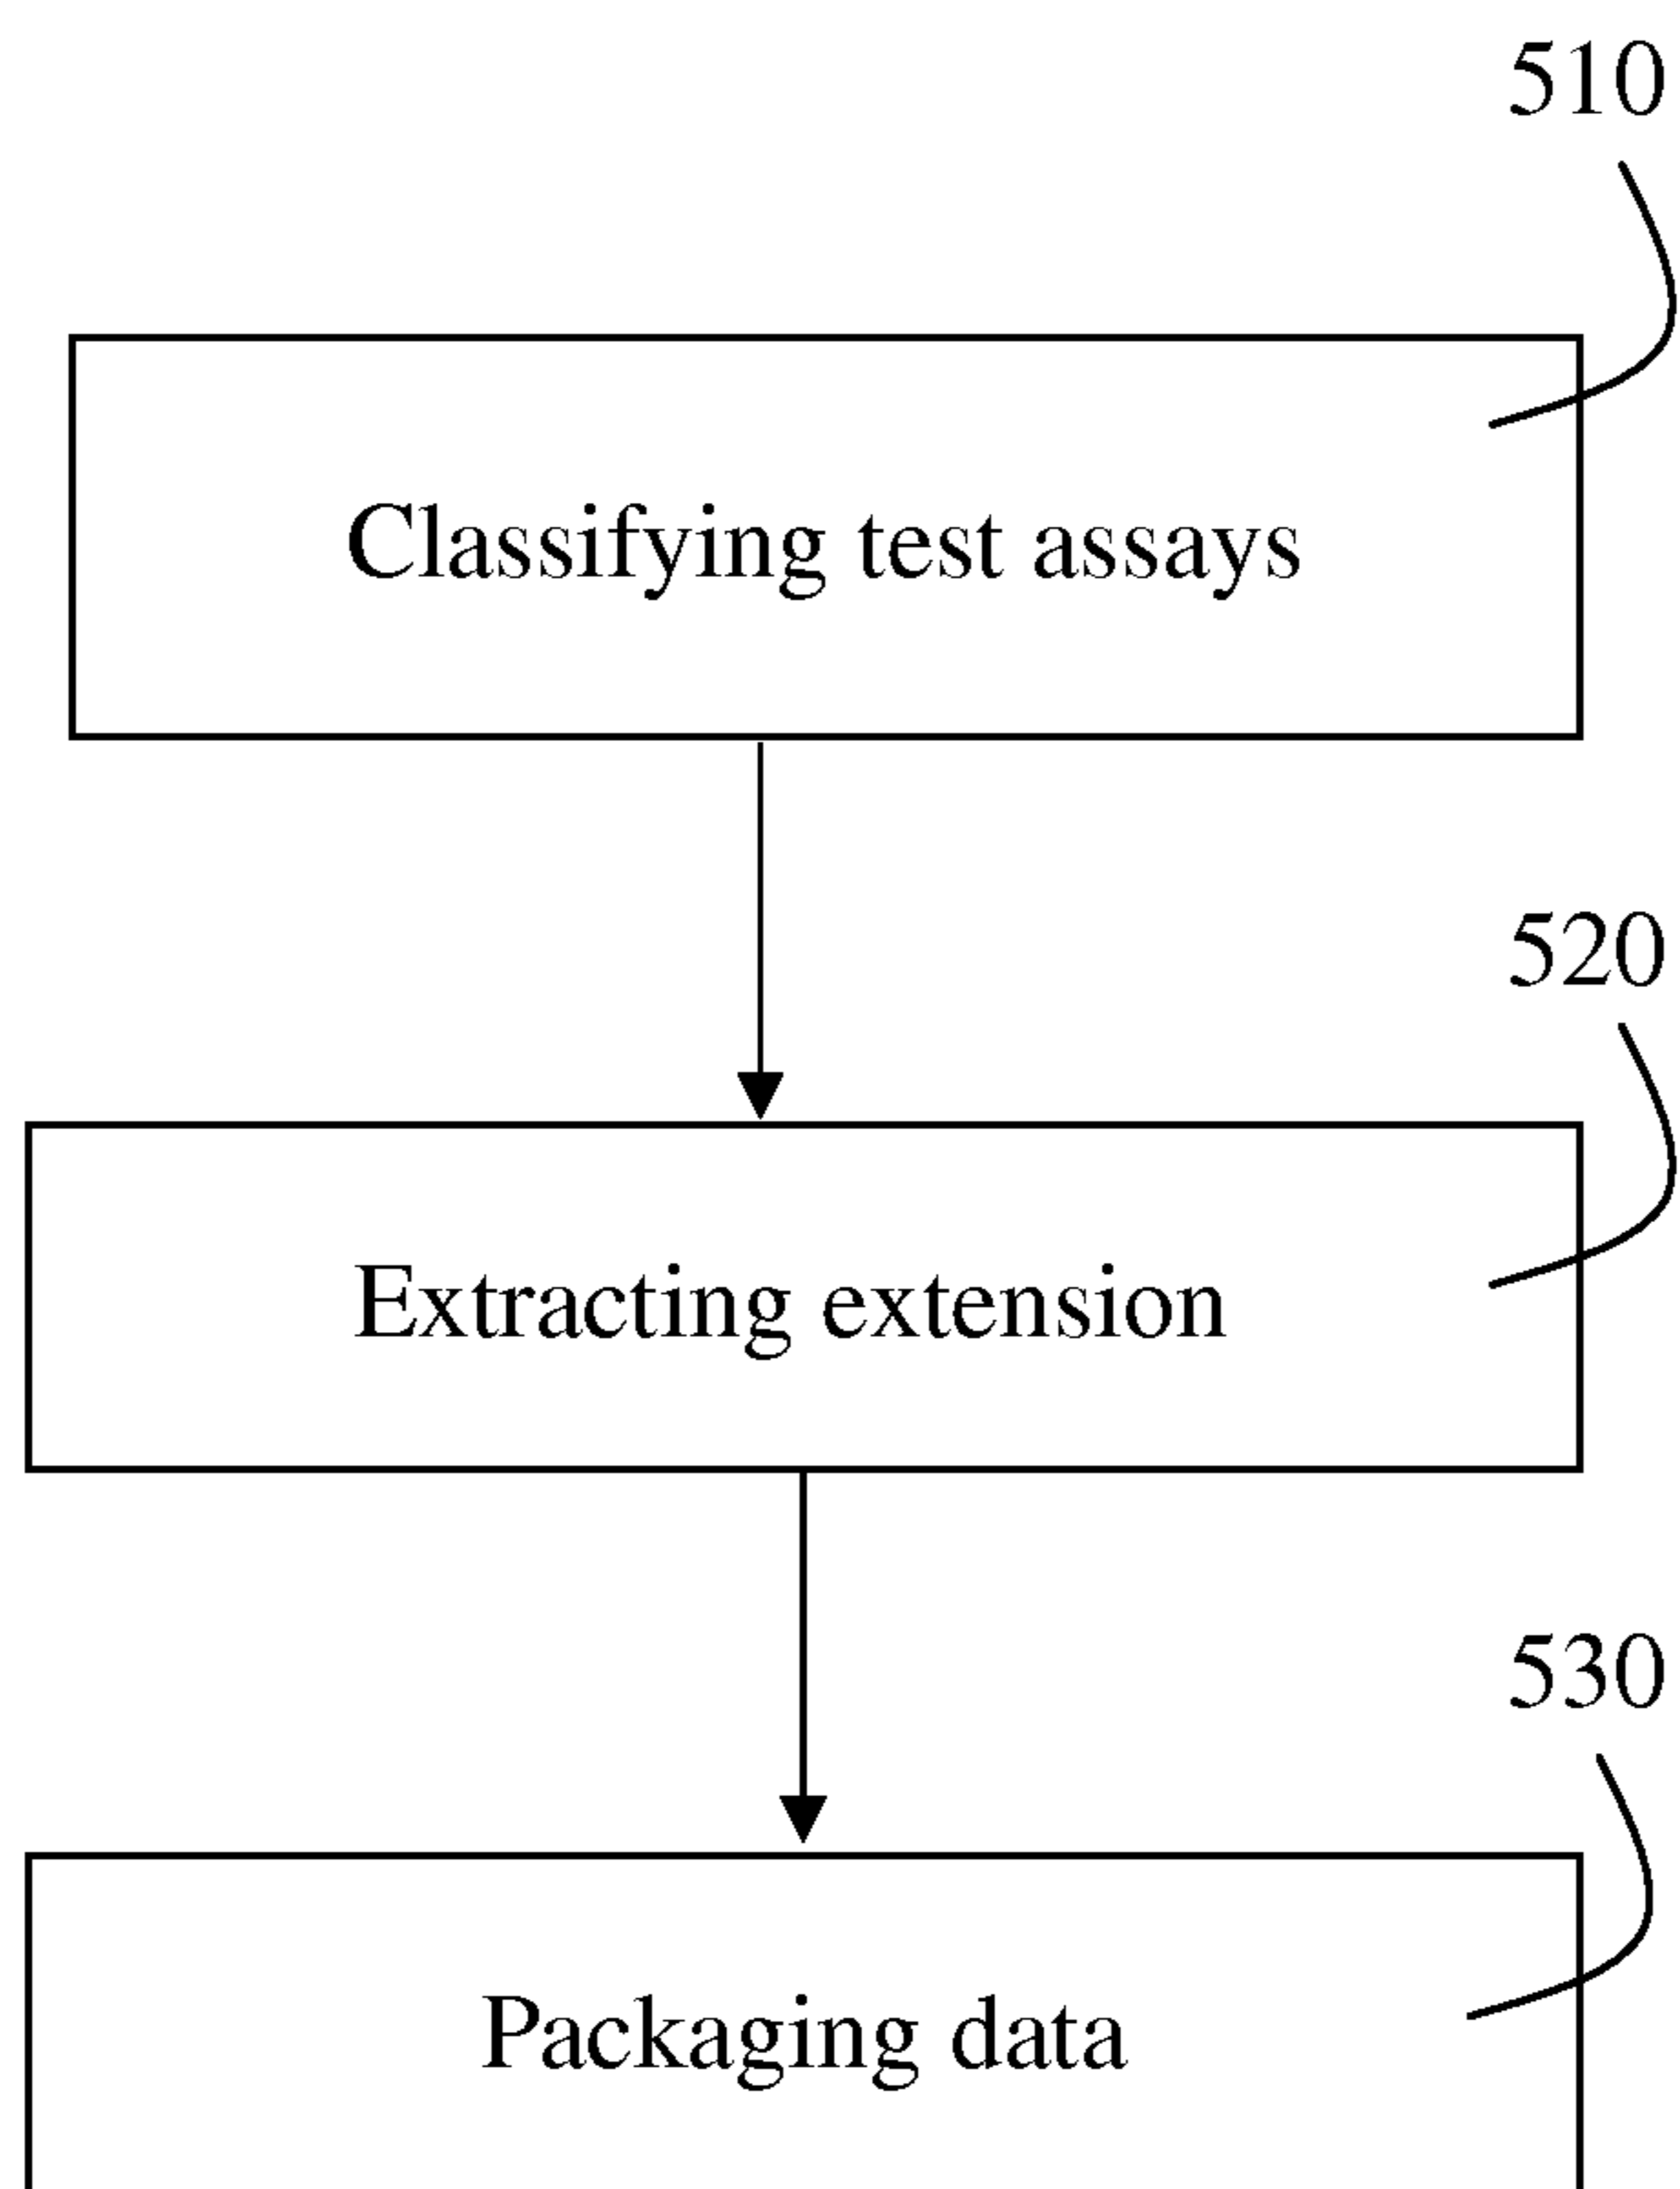 510
Classifying test assays
520
Extracting extension
530
Packaging data